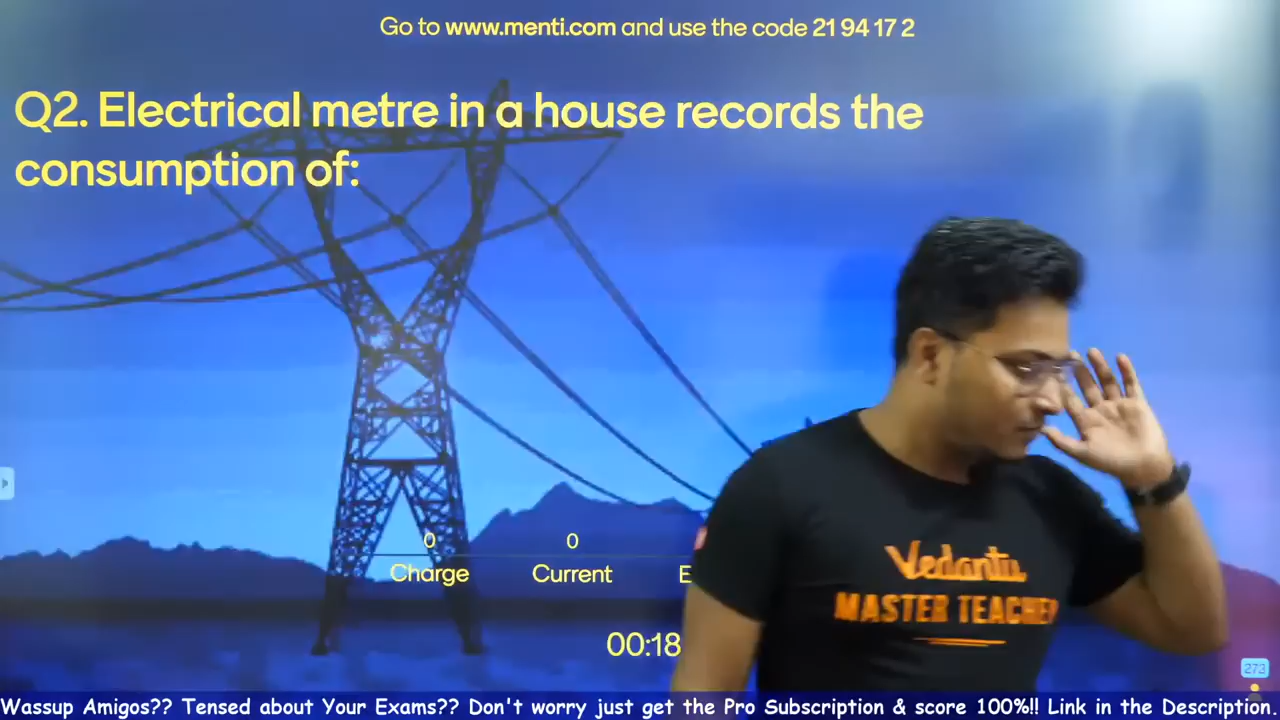 Go to www.menti.com and use the code 21 94 17 2
Q2. Electrical metre in a house records the
consumption of:
0
0
Charge
Current
E
00:18
Vedantu
MASTER TEACHER
273
Wassup Amigos?? Tensed about Your Exams?? Don't worry just get the Pro Subscription & score 100%!! Link in the Description.